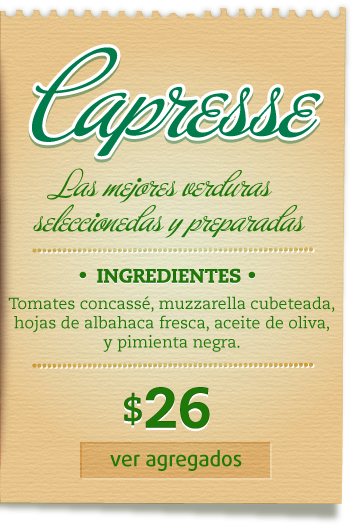 Capresse
Las mejores verduras
seleccionedas y preparadas
• INGREDIENTES •
Tomates concassé, muzzarella cubeteada,
hojas de albahaca fresca, aceite de oliva,
y pimienta negra.
$26
ver agregados